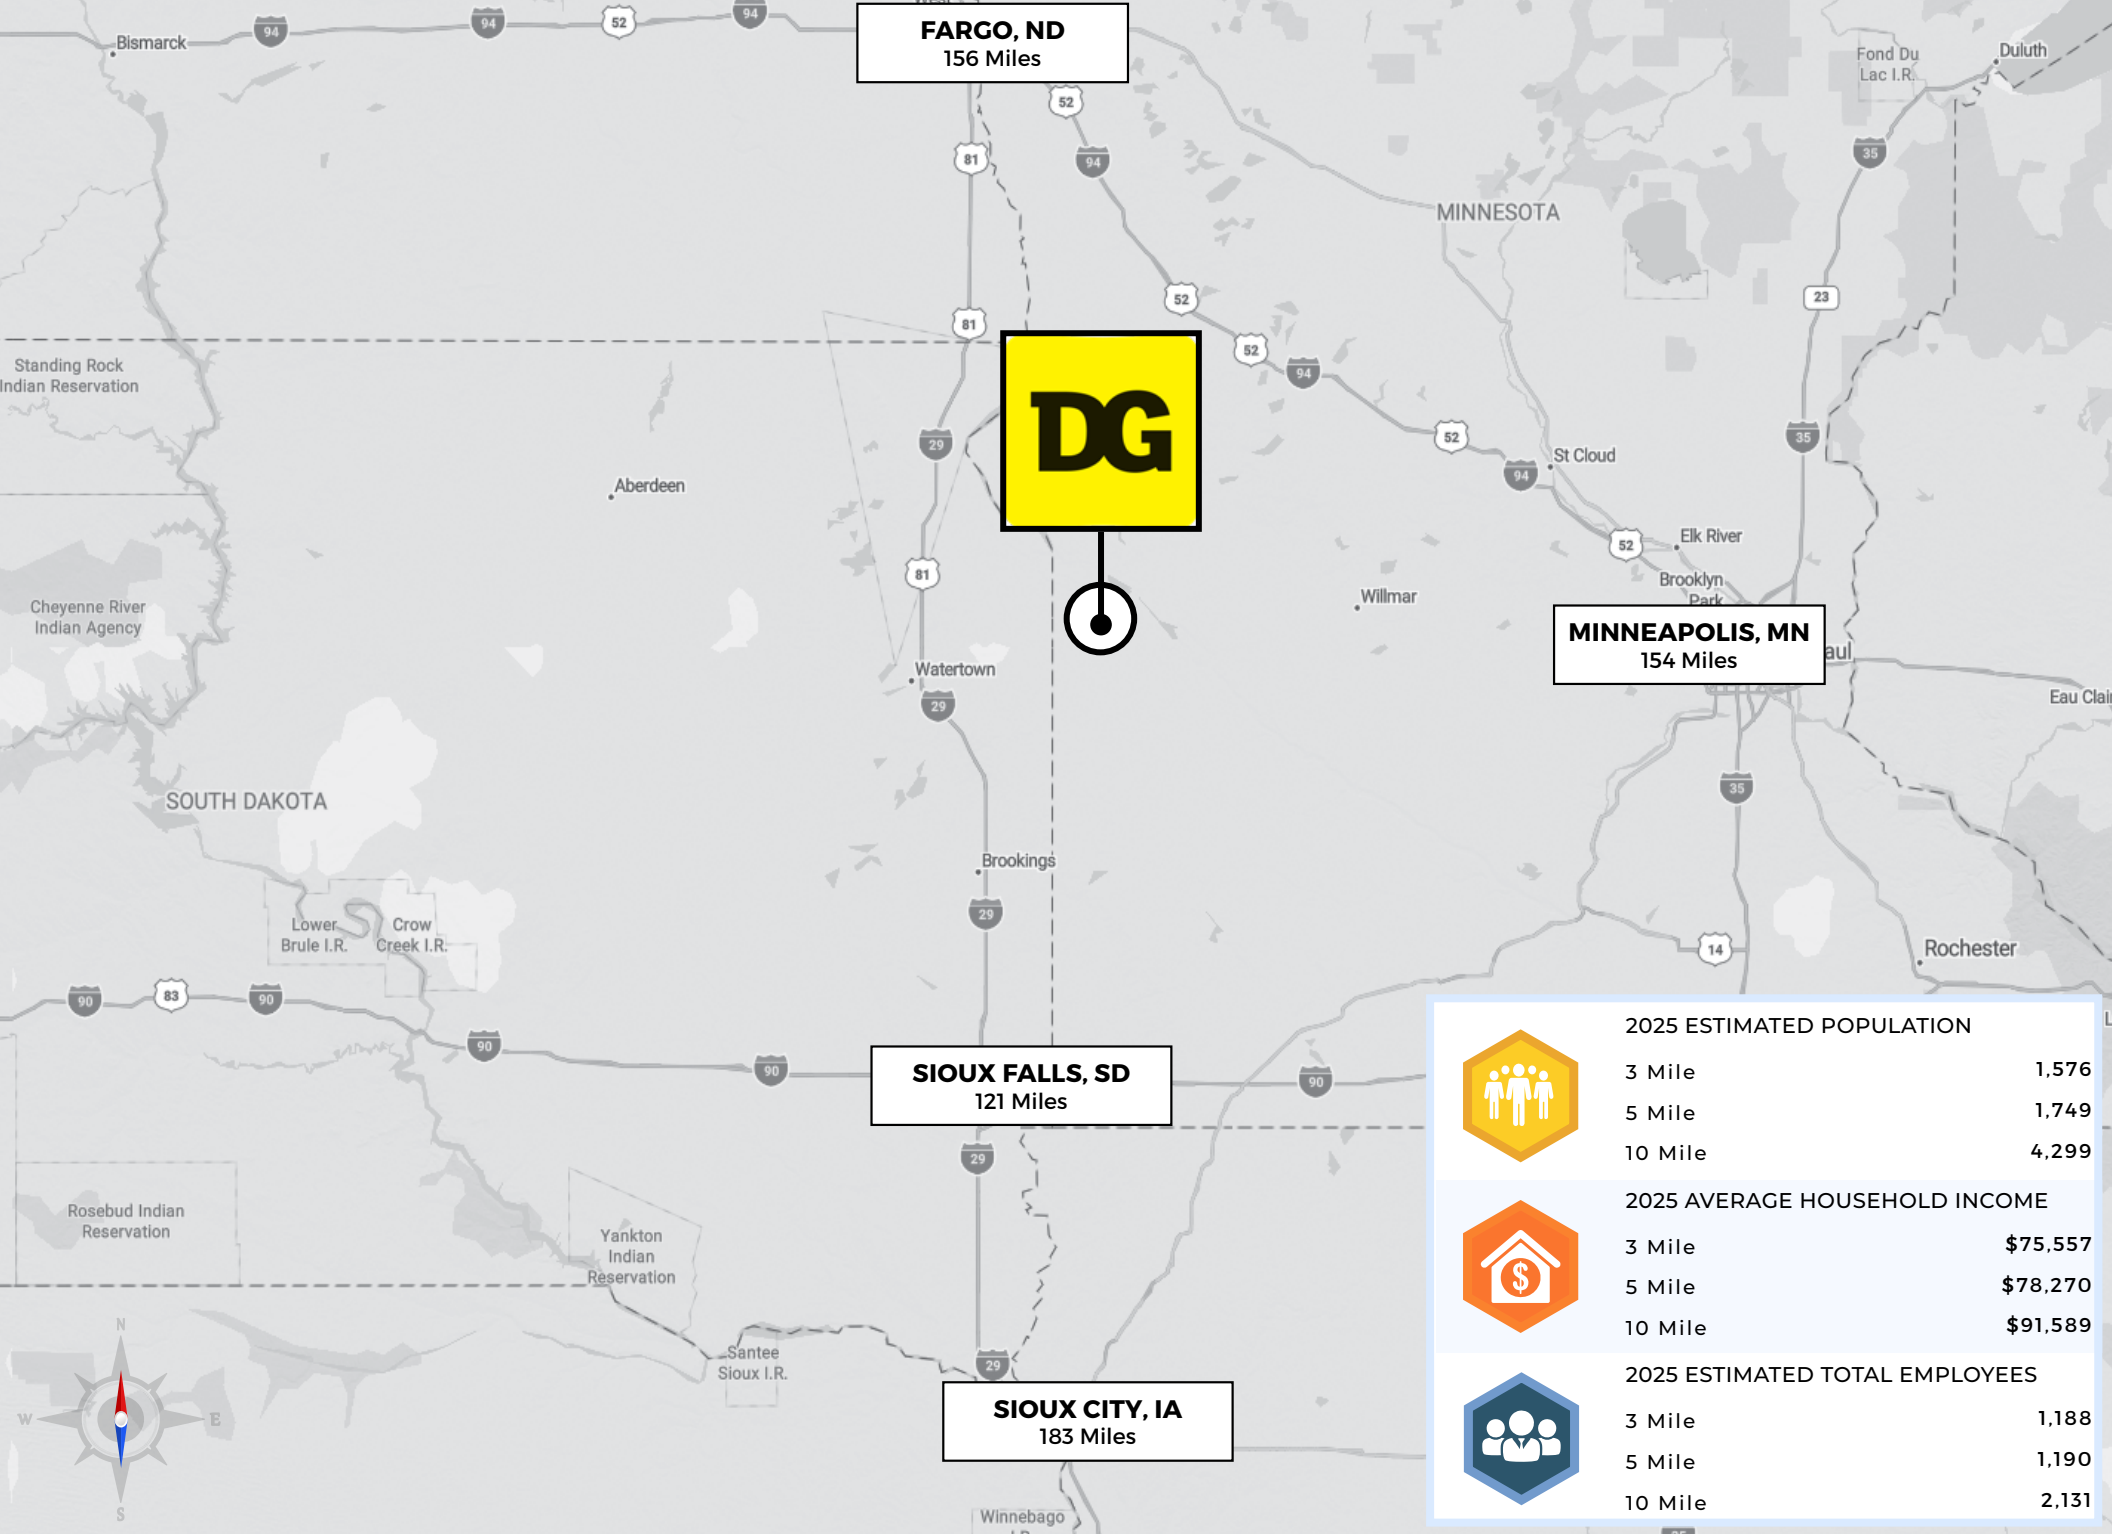 Bismarck
94
94
52
94
FARGO, ND
156 Miles
Fond Du
Lac I.R.
Duluth
52
81
94
35
MINNESOTA
52
23
81
Standing Rock
Indian Reservation
52
94
DG
29
52
35
St Cloud
94
Aberdeen
Elk River
52
81
Brooklyn
Park
Cheyenne River
Indian Agency
Willmar
MINNEAPOLIS, MN
154 Miles
aul
Watertown
29
Eau Clair
35
SOUTH DAKOTA
Brookings
29
Lower
Brule I.R.
Crow
Creek I.R.
14
Rochester
90
83
90
90
90
SIOUX FALLS, SD
121 Miles
90
29
Rosebud Indian
Reservation
Yankton
Indian
Reservation
N
W
E
S
Santee
Sioux I.R.
29
SIOUX CITY, IA
183 Miles
Winnebago
2025 ESTIMATED POPULATION
3 Mile 1,576
5 Mile 1,749
10 Mile 4,299
2025 AVERAGE HOUSEHOLD INCOME
3 Mile $75,557
5 Mile $78,270
10 Mile $91,589
2025 ESTIMATED TOTAL EMPLOYEES
3 Mile 1,188
5 Mile 1,190
10 Mile 2,131